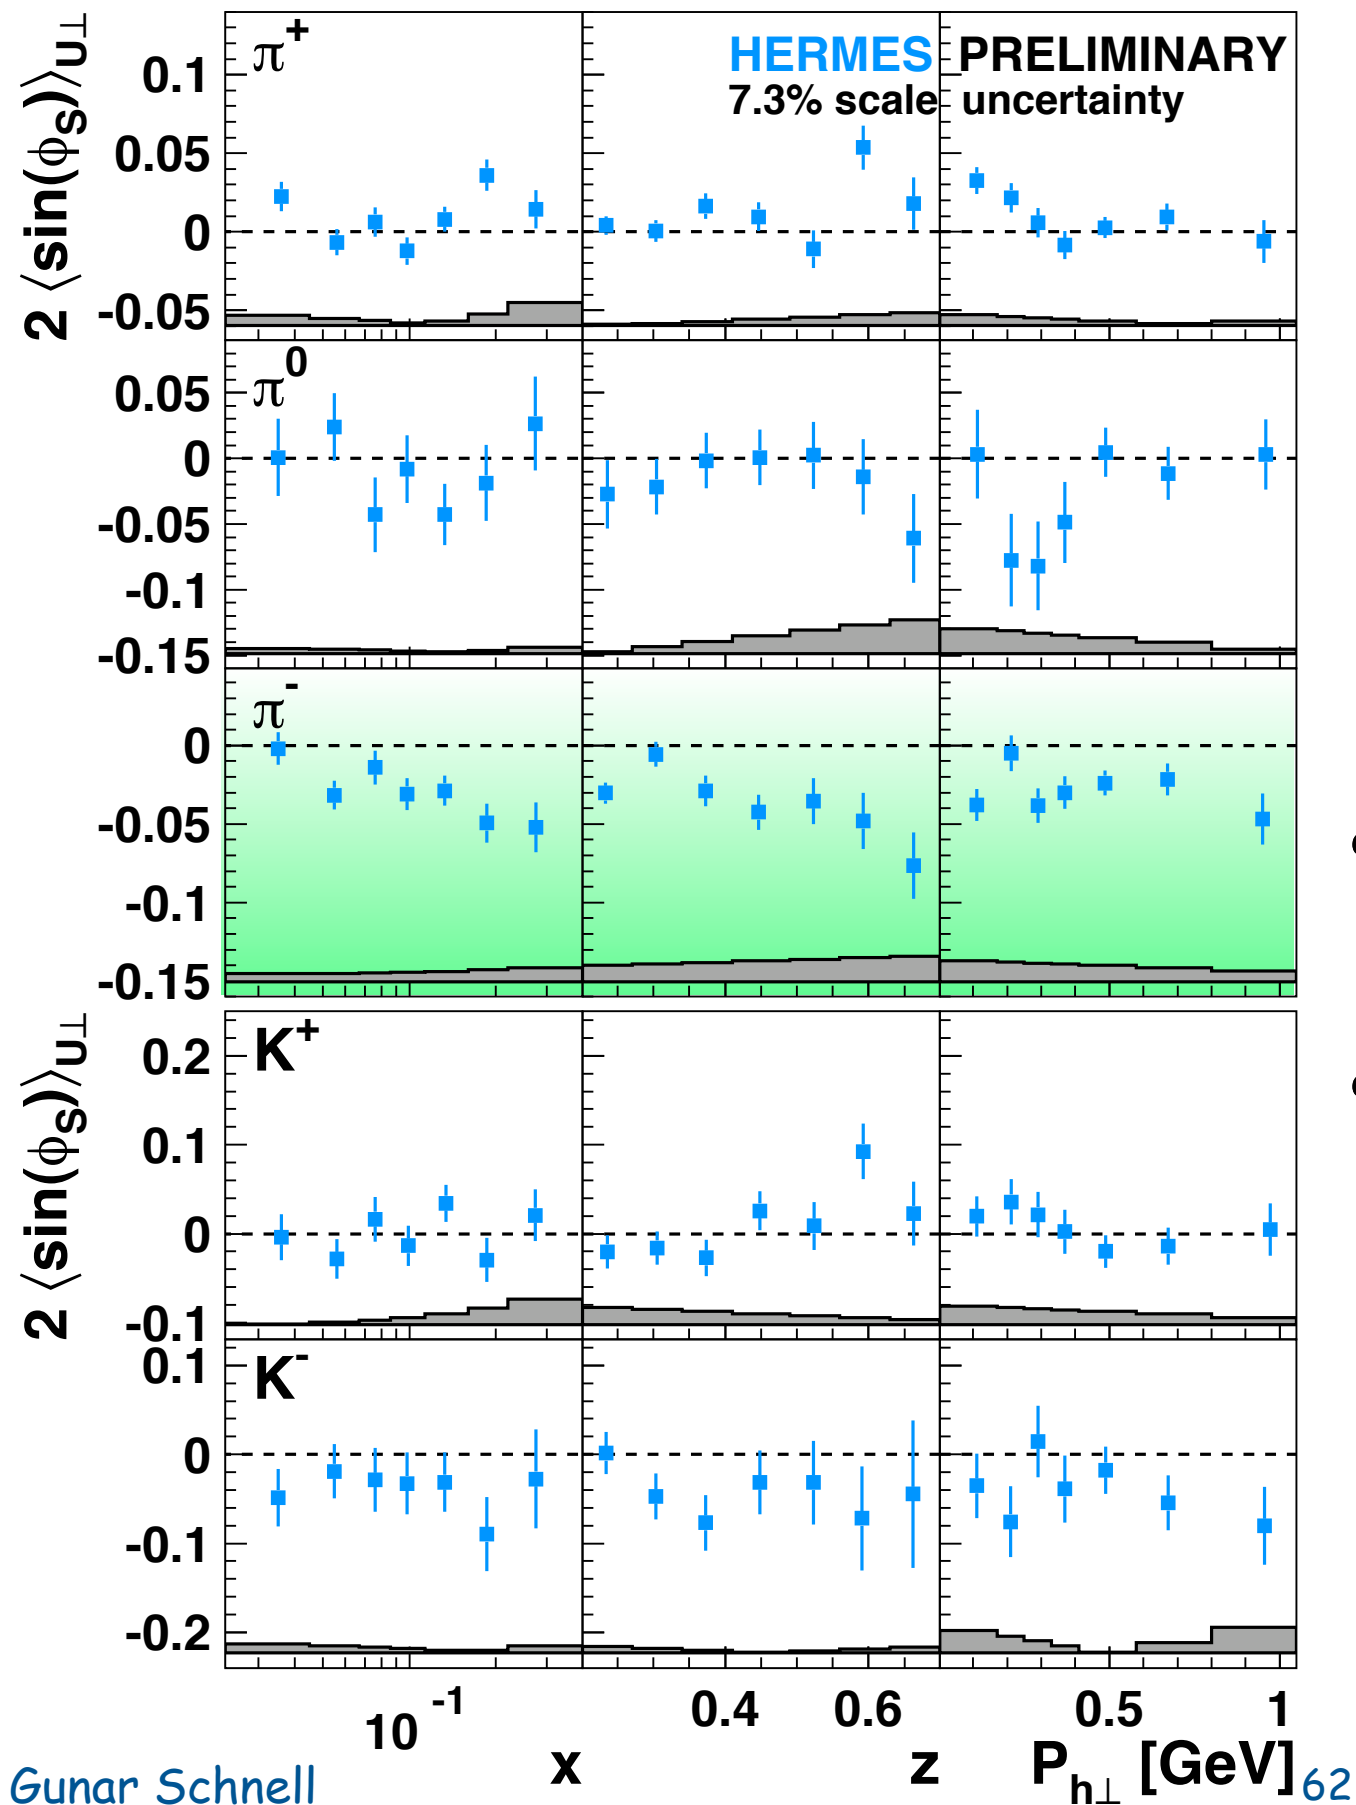 2 ⟨sin(ϕS)⟩U⊥
π+
HERMES PRELIMINARY
7.3% scale uncertainty
0.1
0.05
0
-0.05
π0
0.05
0
-0.05
-0.1
-0.15
π-
0
-0.05
-0.1
-0.15
2 ⟨sin(ϕS)⟩U⊥
K+
0.2
0.1
0
-0.1
K-
0.1
0
-0.1
-0.2
10-1 0.4 0.6 0.5 1
x z Ph⊥ [GeV]
Gunar Schnell 62